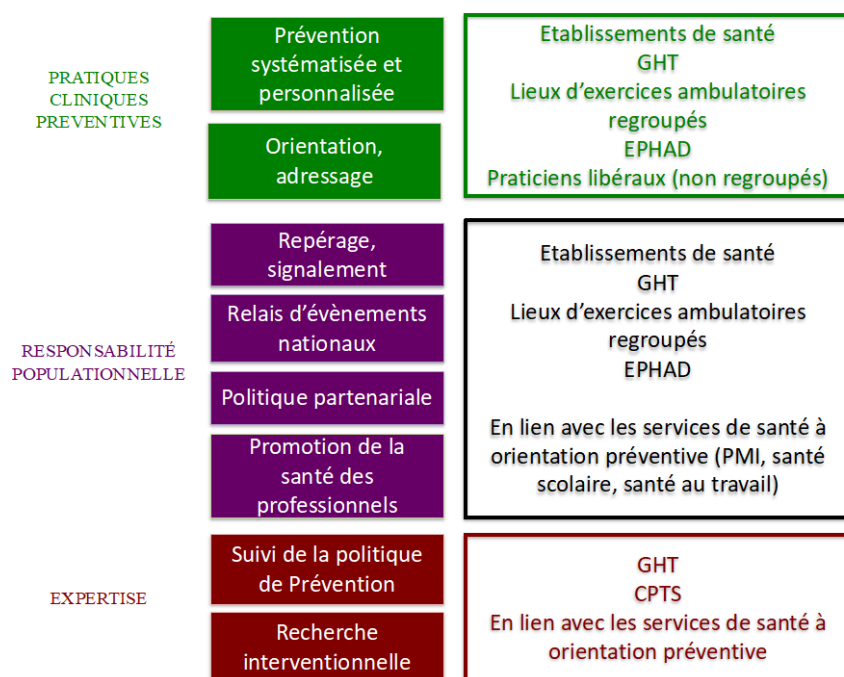 PRATIQUES
CLINIQUES
PREVENTIVES
Prévention
systématisée et
personnalisée
Orientation,
adressage
Etablissements de santé
GHT
Lieux d’exercices ambulatoires
regroupés
EPHAD
Praticiens libéraux (non regroupés)
RESPONSABILITÉ
POPULATIONNELLE
Repérage,
signalement
Relais d’évènements
nationaux
Politique partenariale
Promotion de la
santé des
professionnels
Etablissements de santé
GHT
Lieux d’exercices ambulatoires
regroupés
EPHAD
En lien avec les services de santé à
orientation préventive (PMI, santé
scolaire, santé au travail)
EXPERTISE
Suivi de la politique
de Prévention
Recherche
interventionnelle
GHT
CPTS
En lien avec les services de santé à
orientation préventive